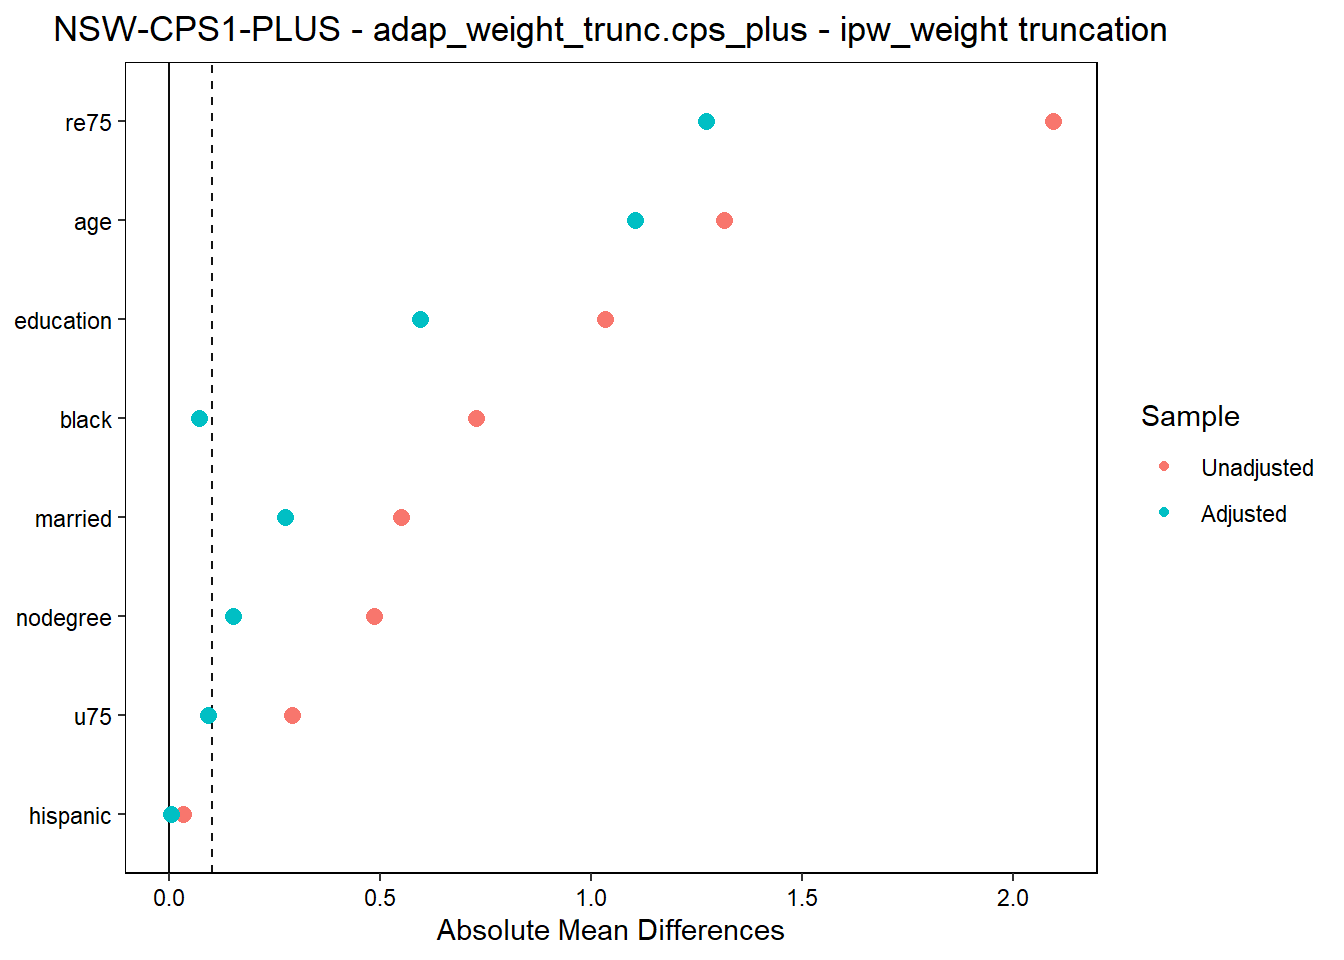 NSW-CPS1-PLUS - adap_weight_trunc.cps_plus - ipw_weight truncation
re75
age
education
black
married
nodegree
u75
hispanic
0.0 0.5 1.0 1.5 2.0
Absolute Mean Differences
Sample
Unadjusted
Adjusted